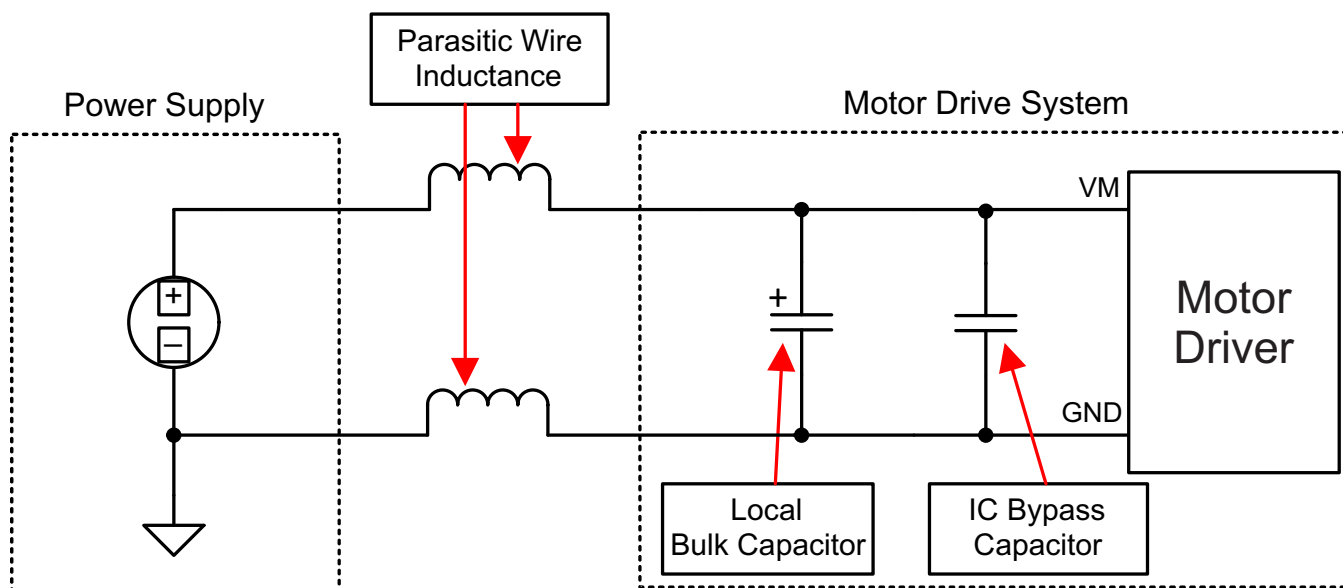 Parasitic Wire
Inductance
Power Supply
Motor Drive System
VM
+
–
+
Motor
Driver
GND
Local
Bulk Capacitor
IC Bypass
Capacitor